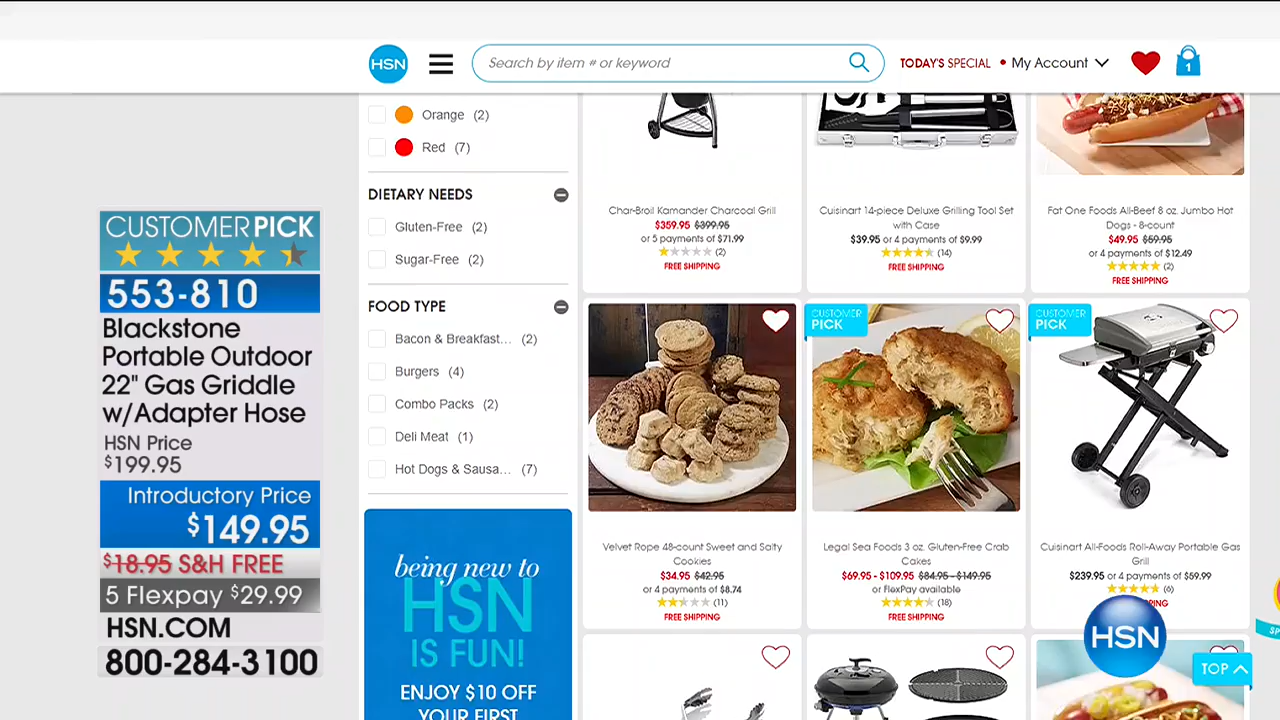 HSN
Search by item # or keyword
TODAY'S SPECIAL • My Account
1
Orange (2)
Red (7)
DIETARY NEEDS
Gluten-Free (2)
Sugar-Free (2)
FOOD TYPE
Bacon & Breakfast... (2)
Burgers (4)
Combo Packs (2)
Deli Meat (1)
Hot Dogs & Sausa... (7)
being new to
HSN
IS FUN!
ENJOY $10 OFF
YOUR FIRST
CUSTOMER PICK
553-810
Blackstone
Portable Outdoor
22" Gas Griddle
w/Adapter Hose
HSN Price
$199.95
Introductory Price
$149.95
$18.95 S&H FREE
5 Flexpay $29.99
HSN.COM
800-284-3100
Char-Broil Kamander Charcoal Grill
$359.95 $399.95
or 5 payments of $71.99
(2)
FREE SHIPPING
Cuisinart 14-piece Deluxe Grilling Tool Set
with Case
$39.95 or 4 payments of $9.99
(14)
FREE SHIPPING
Fat One Foods All-Beef 8 oz. Jumbo Hot
Dogs - 8-count
$49.95 $59.95
or 4 payments of $12.49
(2)
FREE SHIPPING
Velvet Rope 48-count Sweet and Salty
Cookies
$34.95 $42.95
or 4 payments of $8.74
(11)
FREE SHIPPING
CUSTOMER
PICK
Legal Sea Foods 3 oz. Gluten-Free Crab
Cakes
$69.95 - $109.95 $84.95 - $149.95
or FlexPay available
(18)
FREE SHIPPING
CUSTOMER
PICK
Cuisinart All-Foods Roll-Away Portable Gas
Grill
$239.95 or 4 payments of $59.99
(6)
HSN
TOP